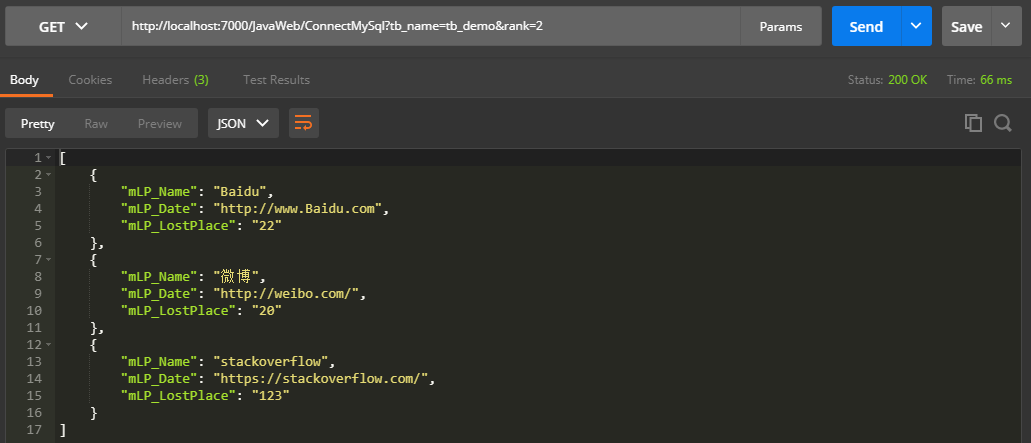 GET http://localhost:7000/JavaWeb/ConnectMySql?tb_name=tb_demo&rank=2 Params Send Save
Body Cookies Headers (3) Test Results Status: 200 OK Time: 66 ms
Pretty Raw Preview JSON
1 [
2 {
3 "mLP_Name": "Baidu",
4 "mLP_Date": "http://www.Baidu.com",
5 "mLP_LostPlace": "22"
6 },
7 {
8 "mLP_Name": "微博",
9 "mLP_Date": "http://weibo.com/",
10 "mLP_LostPlace": "20"
11 },
12 {
13 "mLP_Name": "stackoverflow",
14 "mLP_Date": "https://stackoverflow.com/",
15 "mLP_LostPlace": "123"
16 }
17 ]